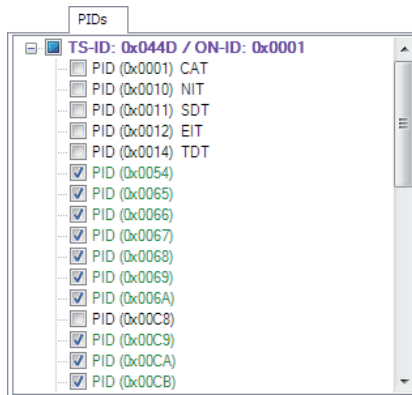 PIDs
TS-ID: 0x044D / ON-ID: 0x0001
PID (0x0001) CAT
PID (0x0010) NIT
PID (0x0011) SDT
PID (0x0012) EIT
PID (0x0014) TDT
PID (0x0054)
PID (0x0065)
PID (0x0066)
PID (0x0067)
PID (0x0068)
PID (0x0069)
PID (0x006A)
PID (0x00C8)
PID (0x00C9)
PID (0x00CA)
PID (0x00CB)